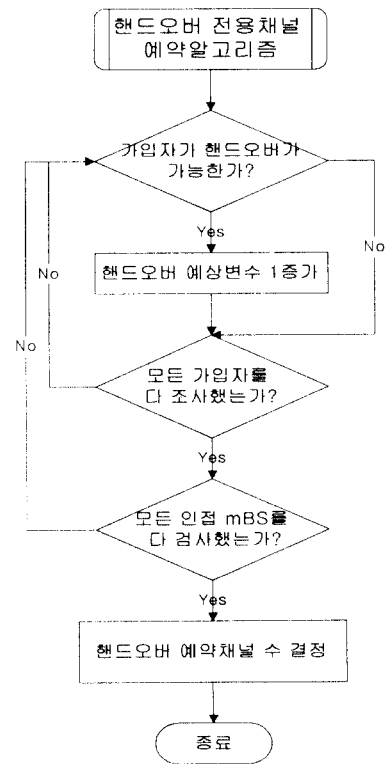 핸드오버 전용채널
예약알고리즘
가입자가 핸드오버가
가능한가?
Yes
No
핸드오버 예상변수 1증가
No
No
모든 가입자를
다 조사했는가?
Yes
모든 인접 mBS를
다 검사했는가?
Yes
핸드오버 예약채널 수 결정
종료